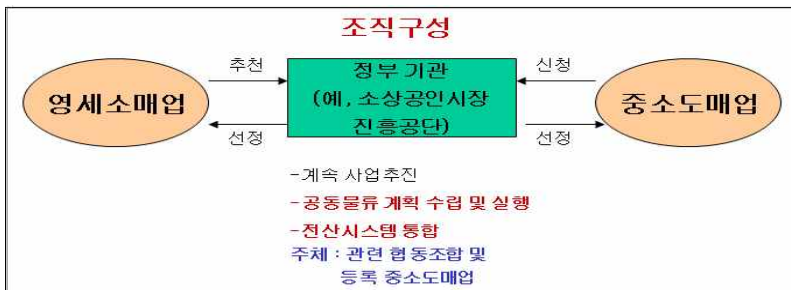 조직구성
추천
신청
정부기관
(예, 소상공인시장
진흥공단)
영세소매업
중소도매업
선정
선정
-계속 사업추진
-공동물류 계획 수립 및 실행
-전산시스템 통합
주체 : 관련 협동조합 및
등록 중소도매업